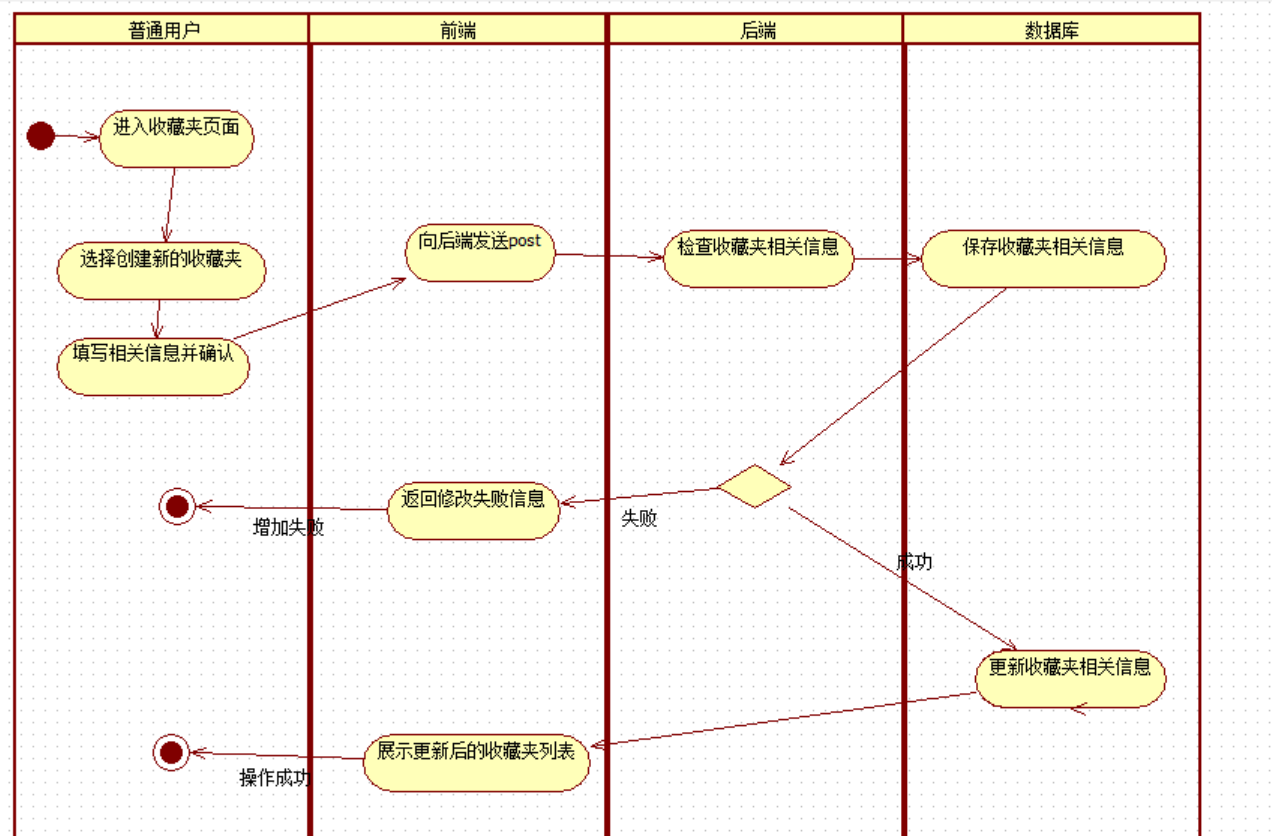 普通用户
前端
后端
数据库
进入收藏夹页面
向后端发送post
检查收藏夹相关信息
保存收藏夹相关信息
选择创建新的收藏夹
填写相关信息并确认
返回修改失败信息
增加失败
失败
成功
更新收藏夹相关信息
展示更新后的收藏夹列表
操作成功